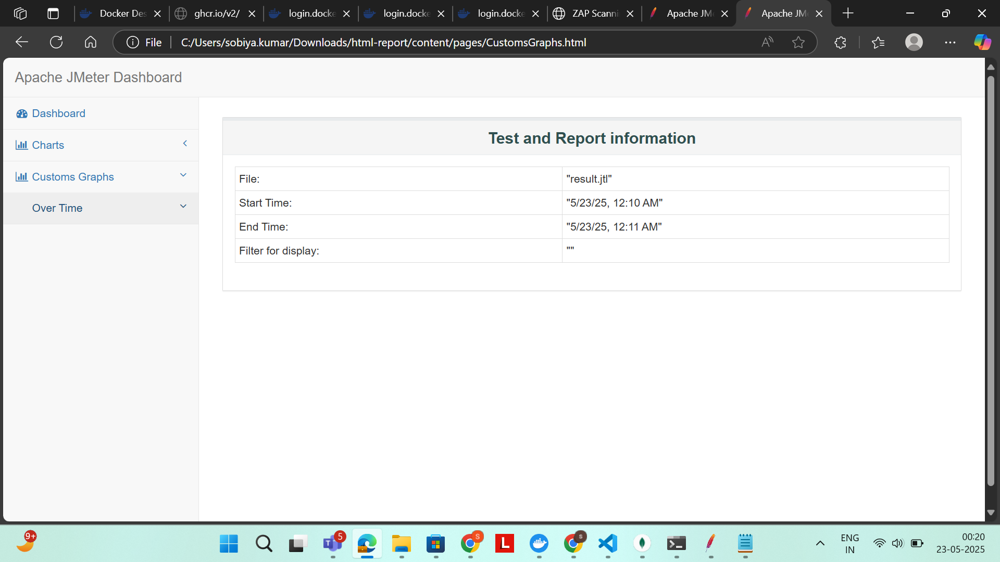 Docker Des
ghcr.io/v2/
login.docke
login.docke
login.docke
ZAP Scanni
Apache JM
Apache JM
File
C:/Users/sobiya.kumar/Downloads/html-report/content/pages/CustomsGraphs.html
Apache JMeter Dashboard
Dashboard
Charts
Customs Graphs
Over Time
Test and Report information
File: "result.jtl"
Start Time: "5/23/25, 12:10 AM"
End Time: "5/23/25, 12:11 AM"
Filter for display: ""
9+
5
S
L
S
ENG
IN
00:20
23-05-2025